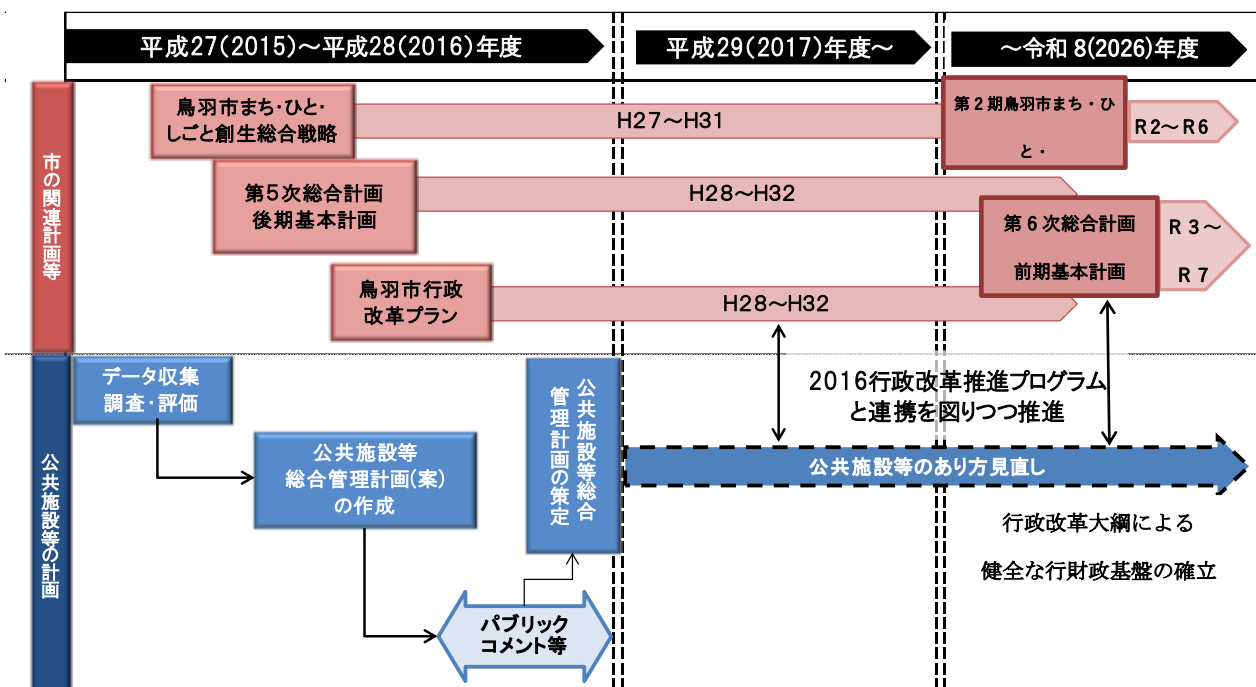 平成27(2015)～平成28(2016)年度
平成29(2017)年度～
～令和8(2026)年度
市の関連計画等
鳥羽市まち・ひと・
しごと創生総合戦略
H27～H31
第2期鳥羽市まち・ひ
と・
R2～R6
第5次総合計画
後期基本計画
H28～H32
第6次総合計画
前期基本計画
R3～
R7
鳥羽市行政
改革プラン
H28～H32
公共施設等の計画
データ収集
調査・評価
公共施設等
総合管理計画(案)
の作成
パブリック
コメント等
公共施設等総合
管理計画の策定
2016行政改革推進プログラム
と連携を図りつつ推進
公共施設等のあり方見直し
行政改革大綱による
健全な行財政基盤の確立